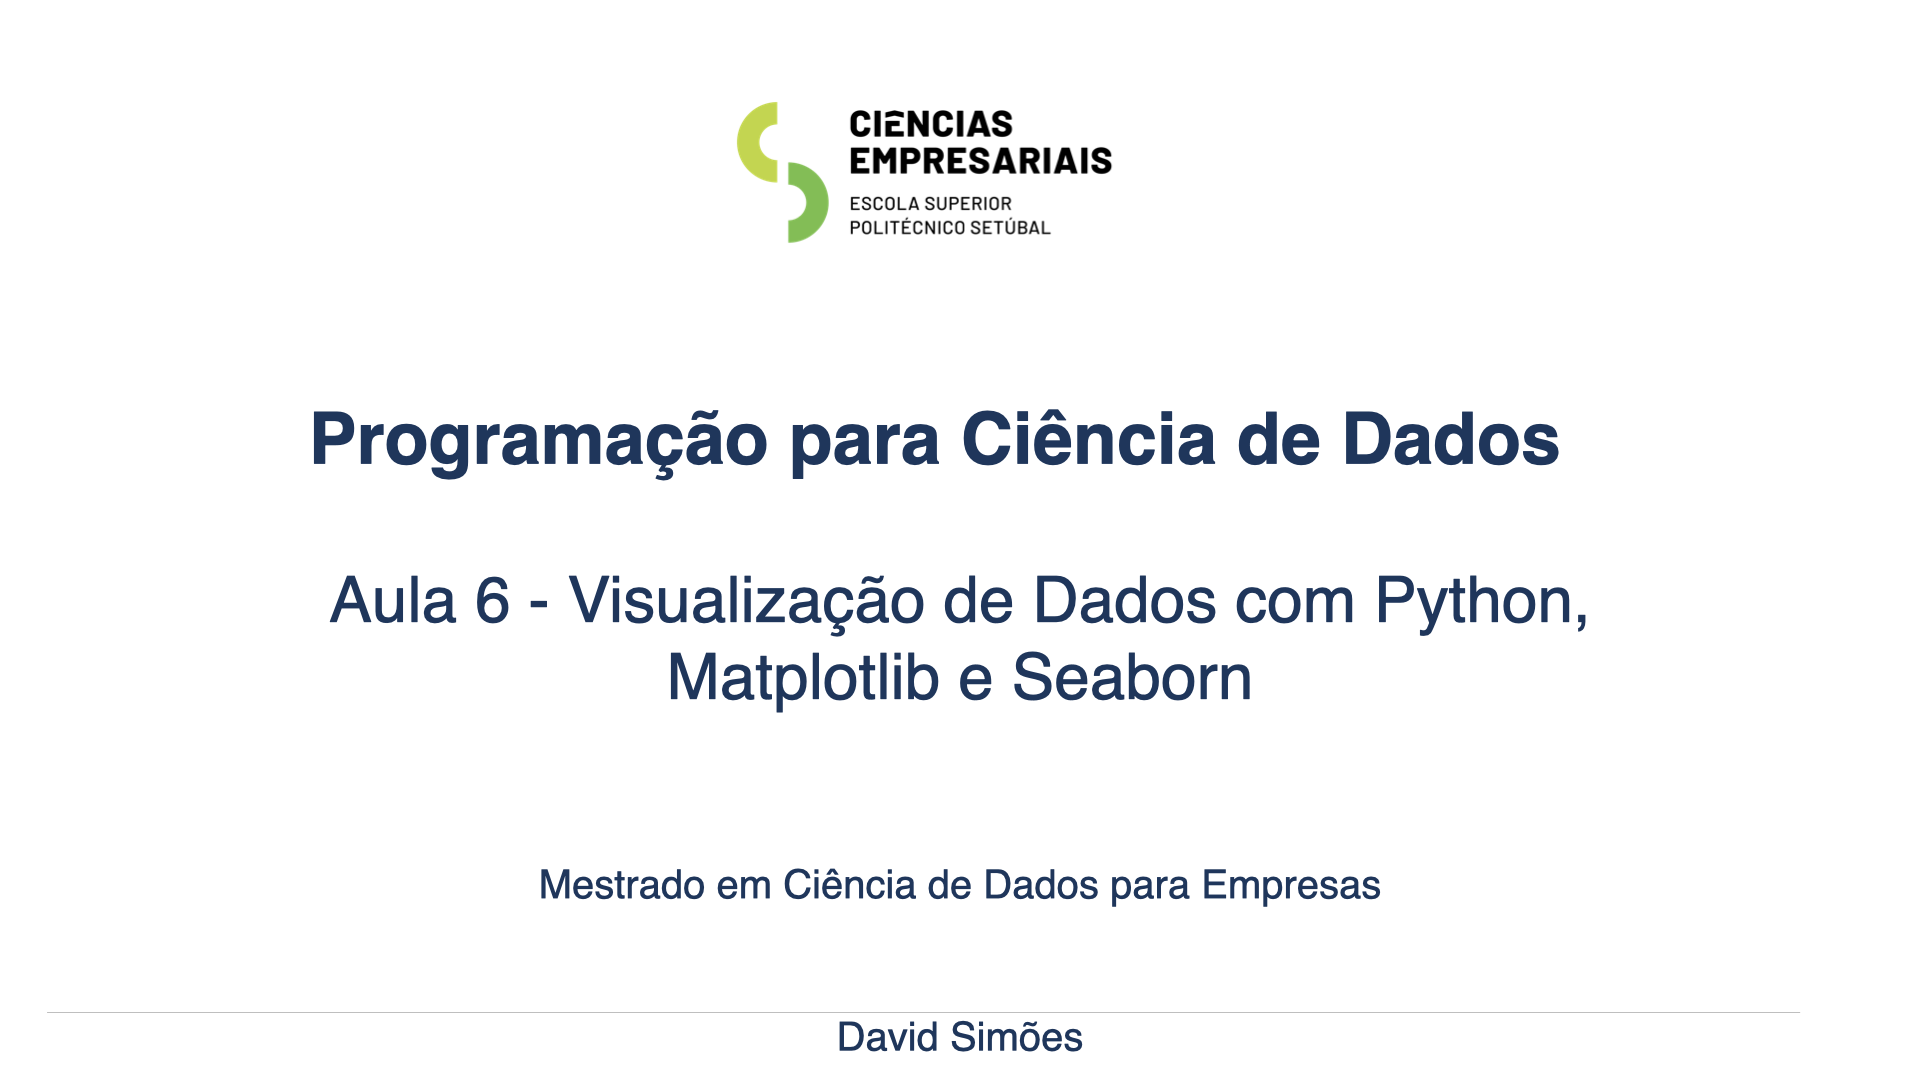 CIÊNCIAS
EMPRESARIAIS
ESCOLA SUPERIOR
POLITÉCNICO SETÚBAL
Programação para Ciência de Dados
Aula 6 - Visualização de Dados com Python,
Matplotlib e Seaborn
Mestrado em Ciência de Dados para Empresas
David Simões